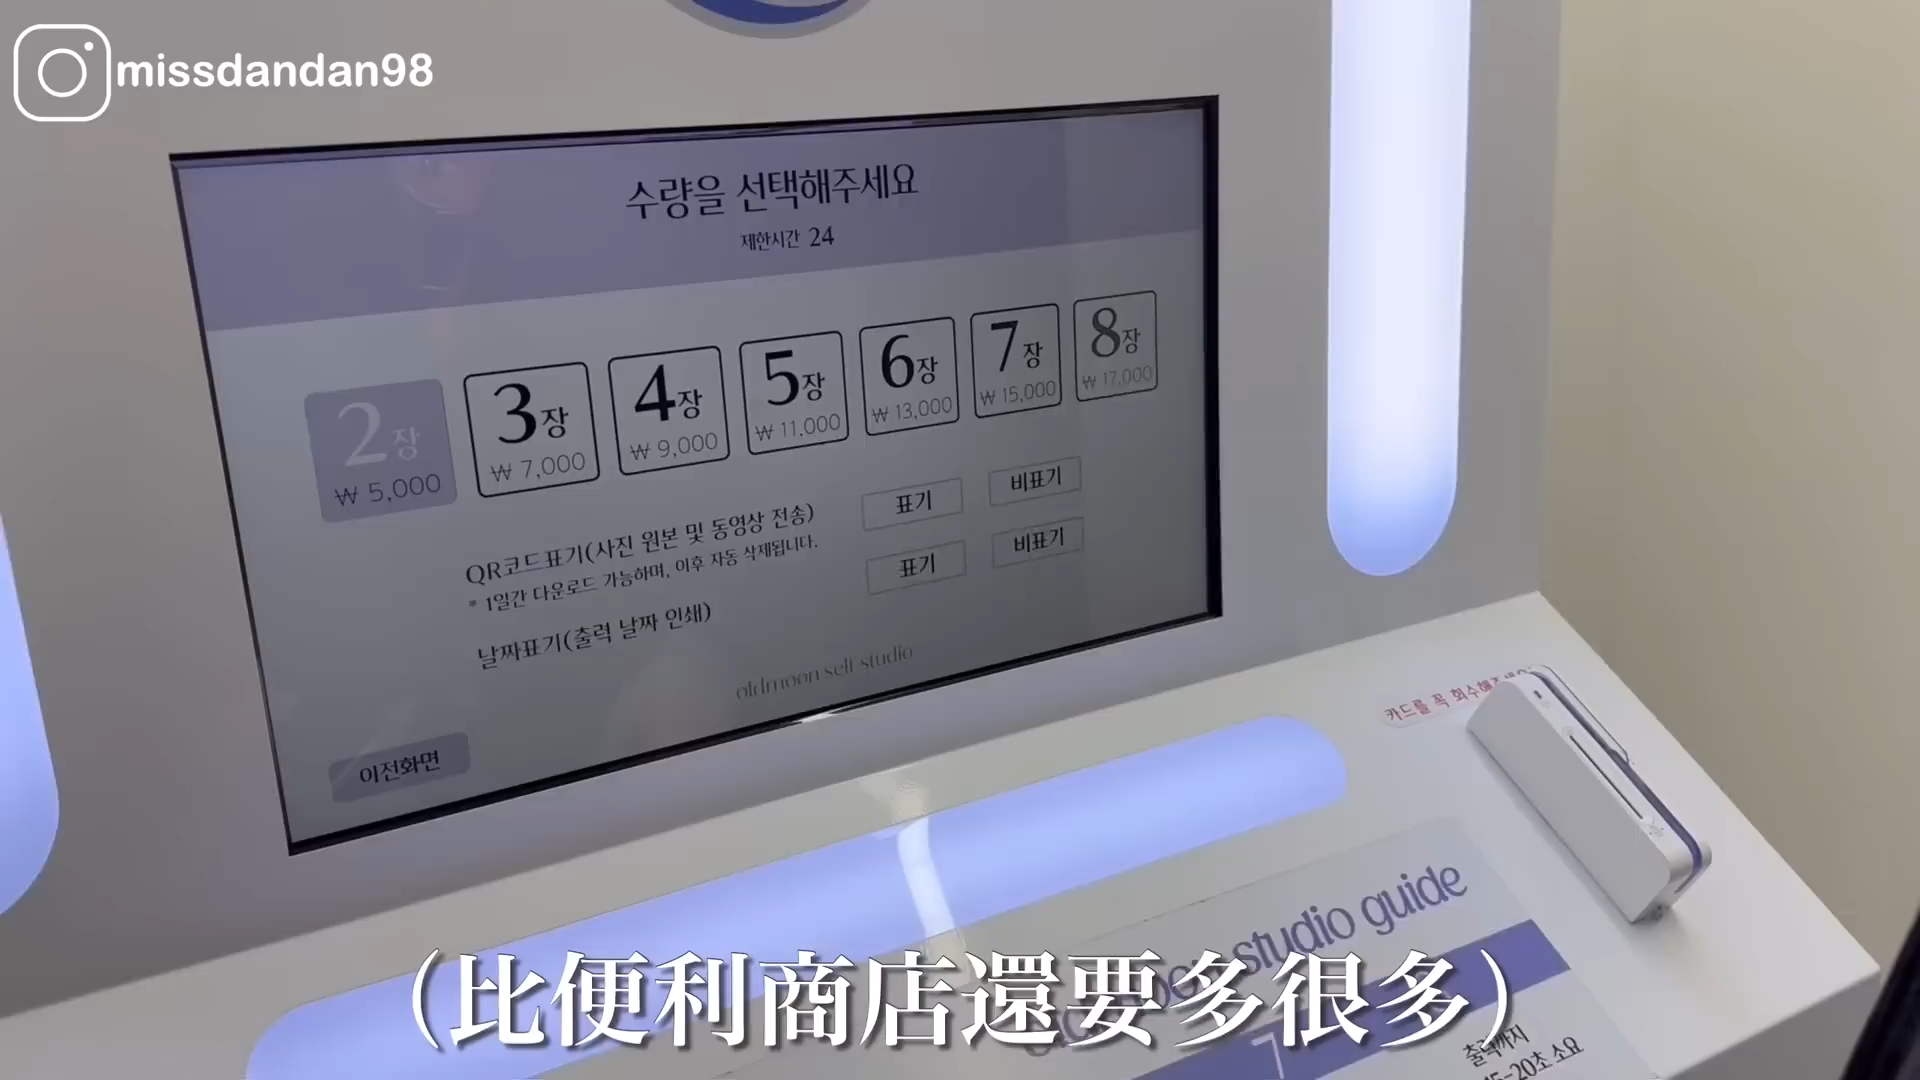 missdandan98
수량을 선택해주세요
제한시간 24
2장
₩ 5,000
3장
₩ 7,000
4장
₩ 9,000
5장
₩ 11,000
6장
₩ 13,000
7장
₩ 15,000
8장
₩ 17,000
QR코드표기(사진 원본 및 동영상 전송)
표기 비표기
* 1일간 다운로드 가능하며, 이후 자동 삭제됩니다.
날짜표기(출력 날짜 인쇄)
표기 비표기
oldmoon self studio
이전화면
카드를 꼭 회수해주세요
studio guide
7
출력까지
15-20초 소요
(比便利商店還要多很多)